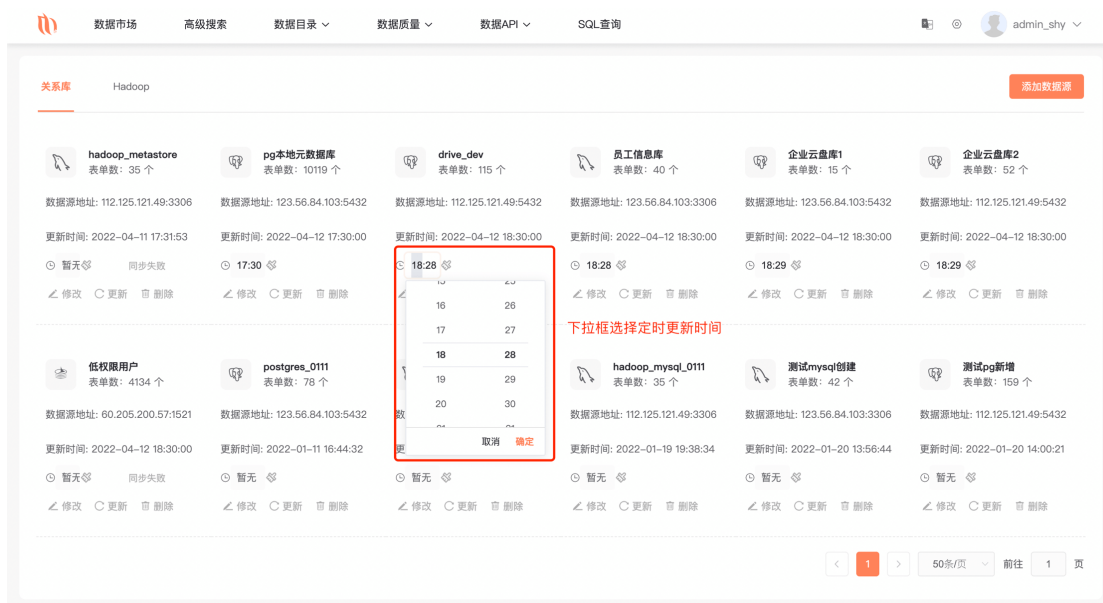 数据市场 高级搜索 数据目录 数据质量 数据API SQL查询 admin_shy
关系库 Hadoop 添加数据源
hadoop_metastore pg本地元数据库 drive_dev 员工信息库 企业云盘库1 企业云盘库2
表单数: 35 个 表单数: 10119 个 表单数: 115 个 表单数: 40 个 表单数: 15 个 表单数: 52 个
数据源地址: 112.125.121.49:3306 数据源地址: 123.56.84.103:5432 数据源地址: 112.125.121.49:5432 数据源地址: 123.56.84.103:3306 数据源地址: 123.56.84.103:5432 数据源地址: 112.125.121.49:5432
更新时间: 2022-04-11 17:31:53 更新时间: 2022-04-12 17:30:00 更新时间: 2022-04-12 18:30:00 更新时间: 2022-04-12 18:30:00 更新时间: 2022-04-12 18:30:00 更新时间: 2022-04-12 18:30:00
暂无 同步失败 17:30 18:28 18:28 18:29 18:29
修改 更新 删除 修改 更新 删除 修改 更新 删除 修改 更新 删除 修改 更新 删除
16 26
17 27
下拉框选择定时更新时间
18 28
19 29
20 30
取消 确定
低权限用户 postgres_0111 hadoop_mysql_0111 测试mysql创建 测试pg新增
表单数: 4134 个 表单数: 78 个 表单数: 35 个 表单数: 42 个 表单数: 159 个
数据源地址: 60.205.200.57:1521 数据源地址: 123.56.84.103:5432 数 数据源地址: 112.125.121.49:3306 数据源地址: 123.56.84.103:3306 数据源地址: 112.125.121.49:5432
更新时间: 2022-04-12 18:30:00 更新时间: 2022-01-11 16:44:32 更 更新时间: 2022-01-19 19:38:34 更新时间: 2022-01-20 13:56:44 更新时间: 2022-01-20 14:00:21
暂无 同步失败 暂无 暂无 暂无 暂无 暂无
修改 更新 删除 修改 更新 删除 修改 更新 删除 修改 更新 删除 修改 更新 删除 修改 更新 删除
1 50条/页 前往 1 页